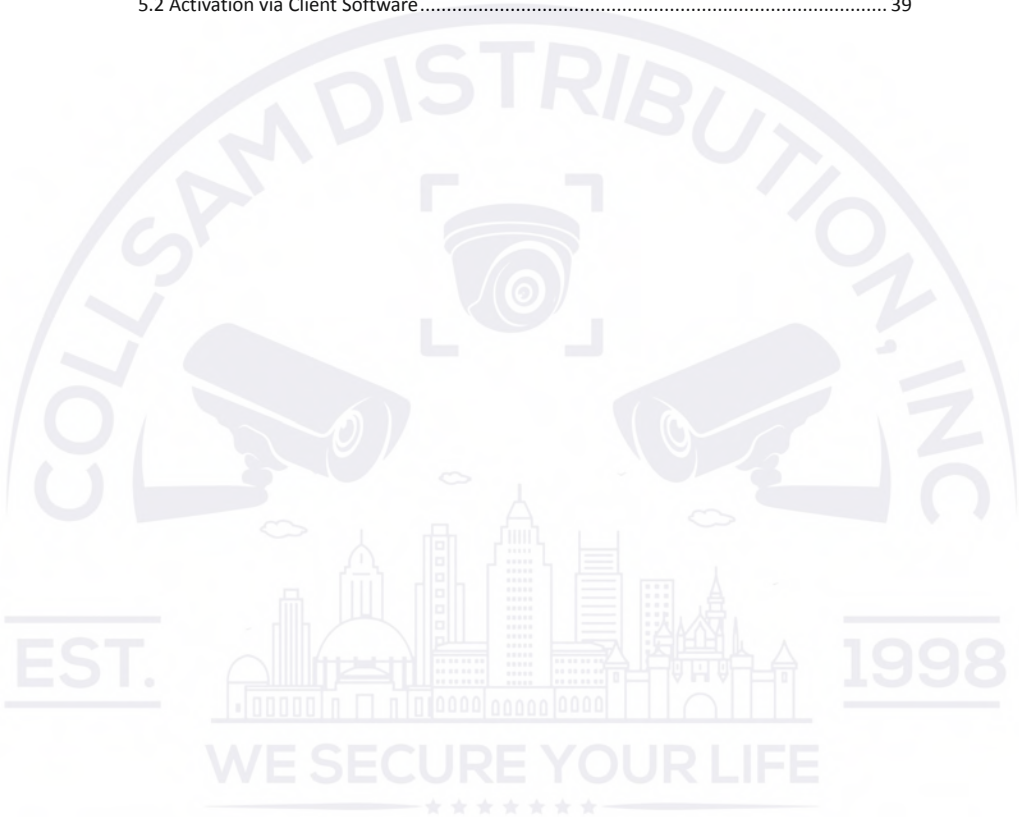 5.2 Activation via Client Software........................................................................................ 39
COLLSAM DISTRIBUTION, INC
EST.
1998
WE SECURE YOUR LIFE